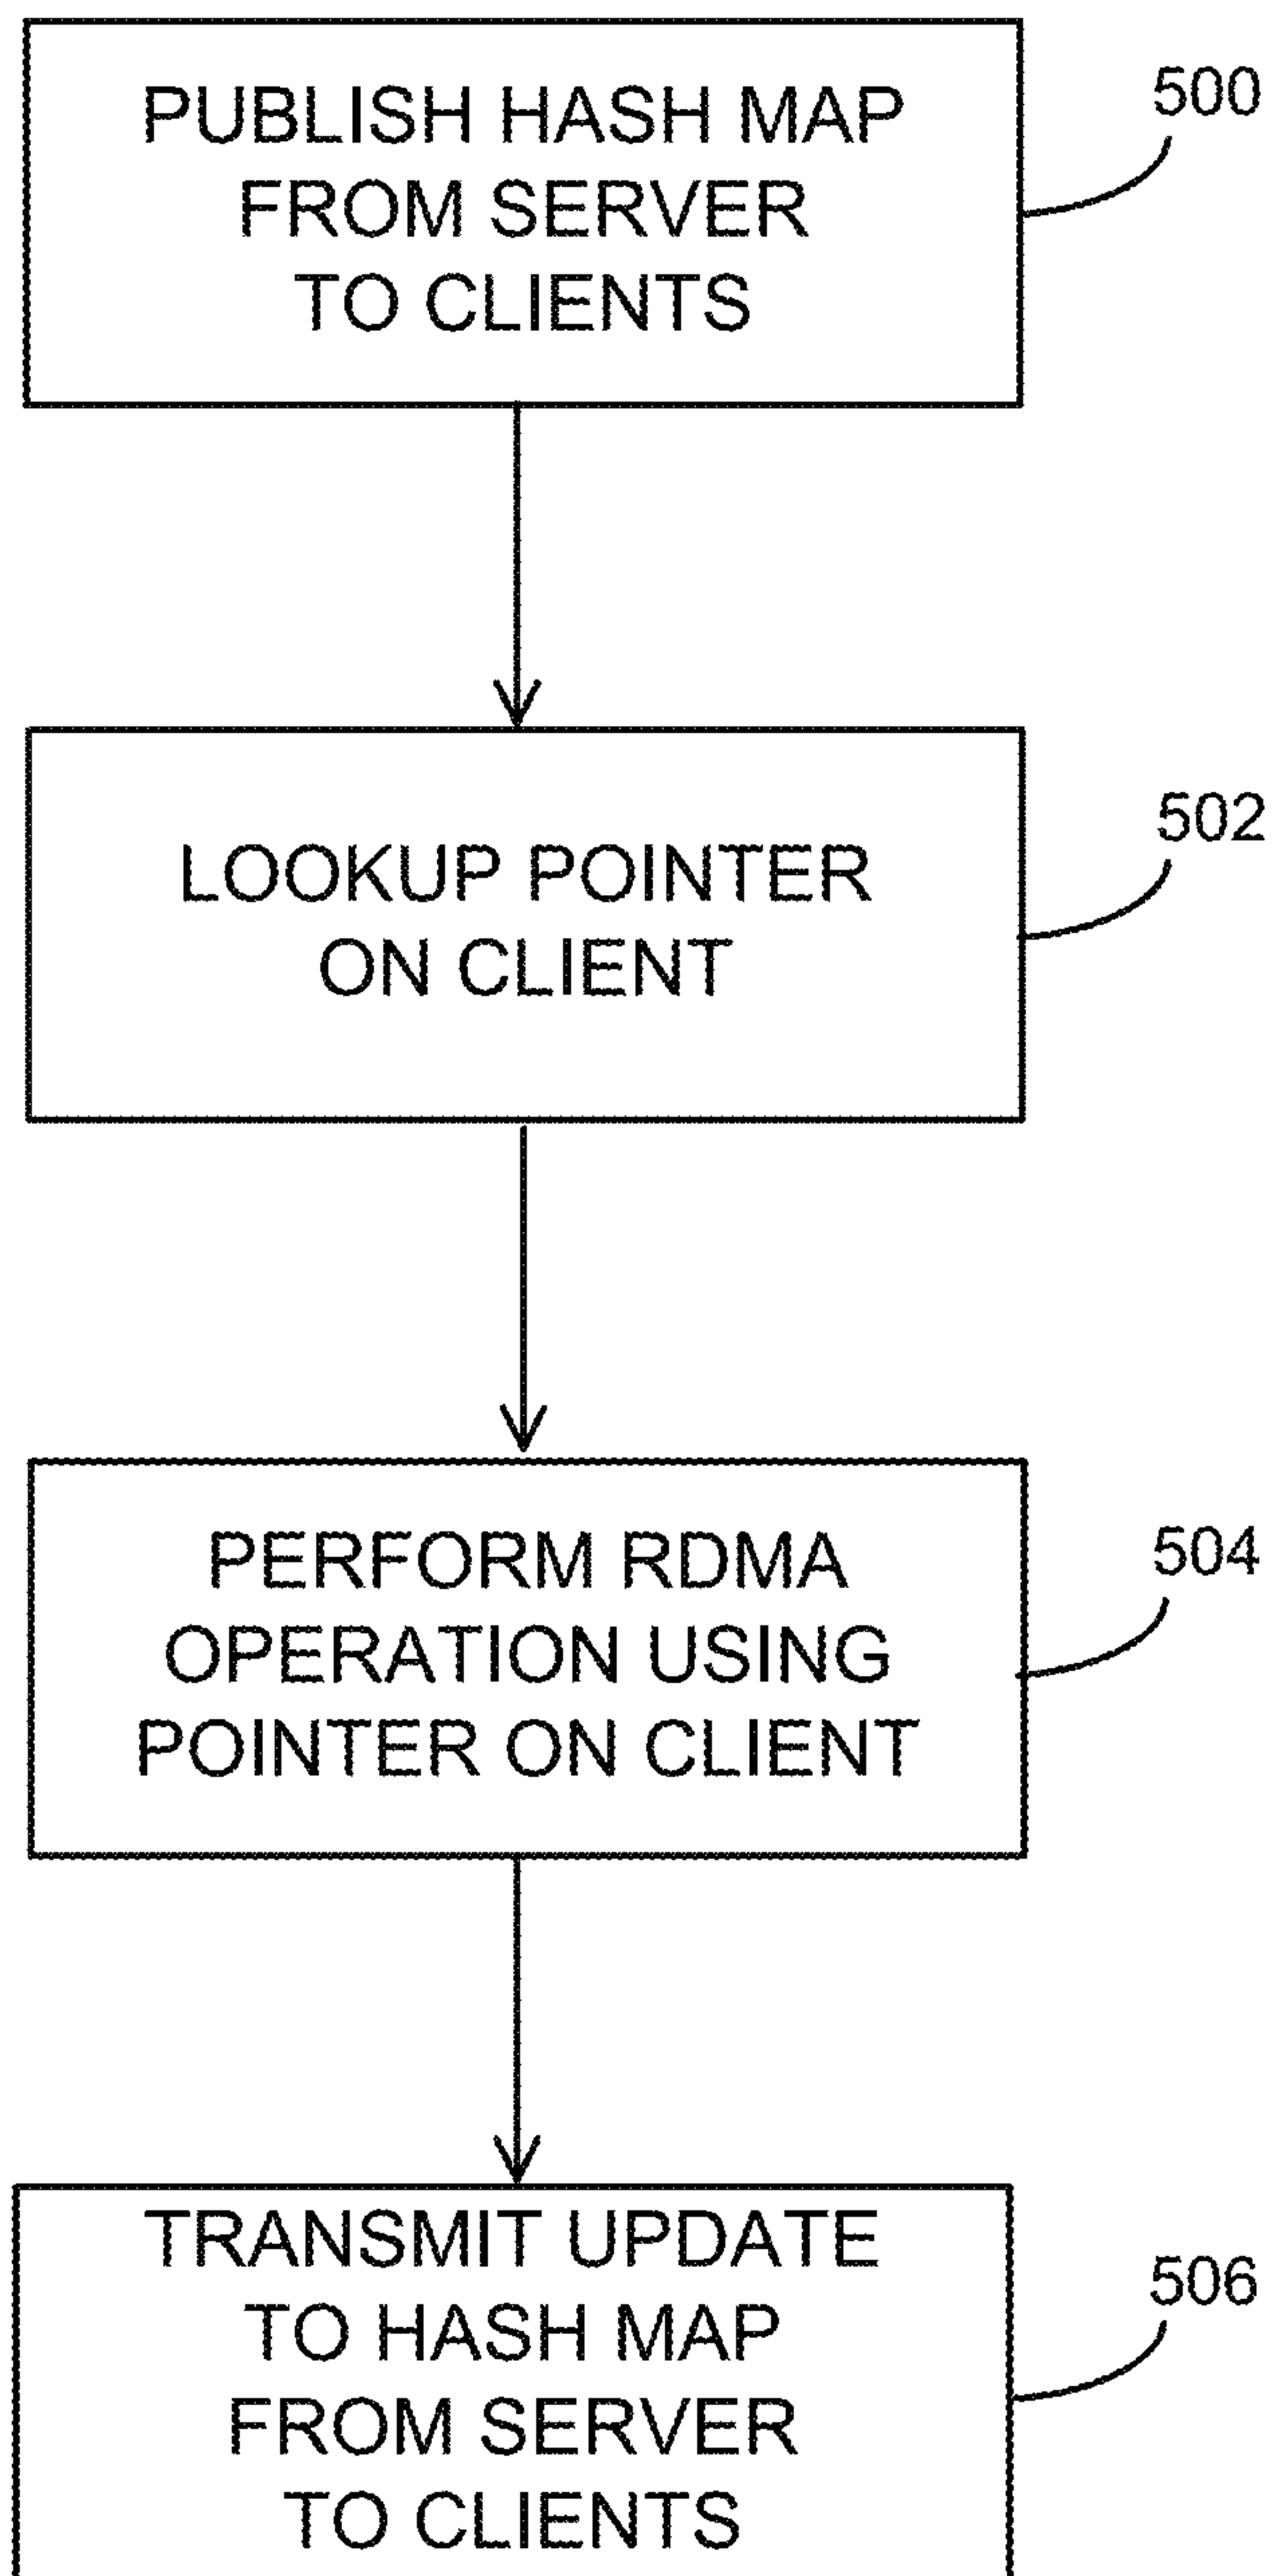 PUBLISH HASH MAP
FROM SERVER
TO CLIENTS
500
LOOKUP POINTER
ON CLIENT
502
PERFORM RDMA
OPERATION USING
POINTER ON CLIENT
504
TRANSMIT UPDATE
TO HASH MAP
FROM SERVER
TO CLIENTS
506